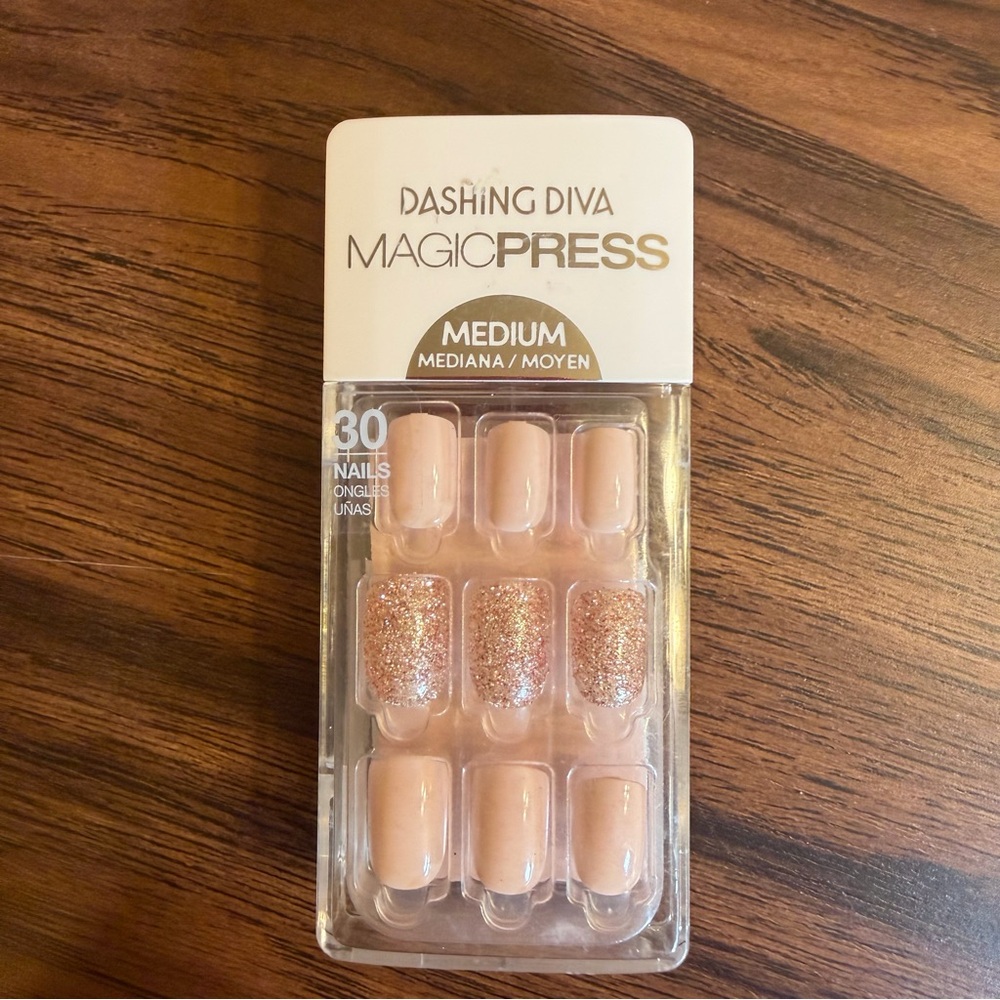 DASHING DIVA
MAGICPRESS
MEDIUM
MEDIANA / MOYEN
30
NAILS
ONGLES
UÑAS